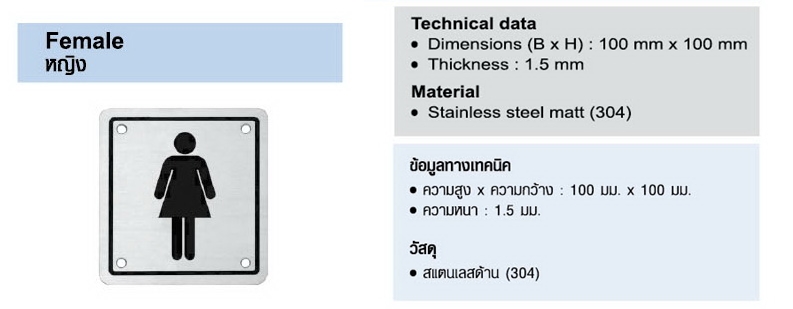 Female
หญิง
Technical data
• Dimensions (B x H) : 100 mm x 100 mm
• Thickness : 1.5 mm
Material
• Stainless steel matt (304)
ข้อมูลทางเทคนิค
• ความสูง x ความกว้าง : 100 มม. x 100 มม.
• ความหนา : 1.5 มม.
วัสดุ
• สแตนเลสด้าน (304)